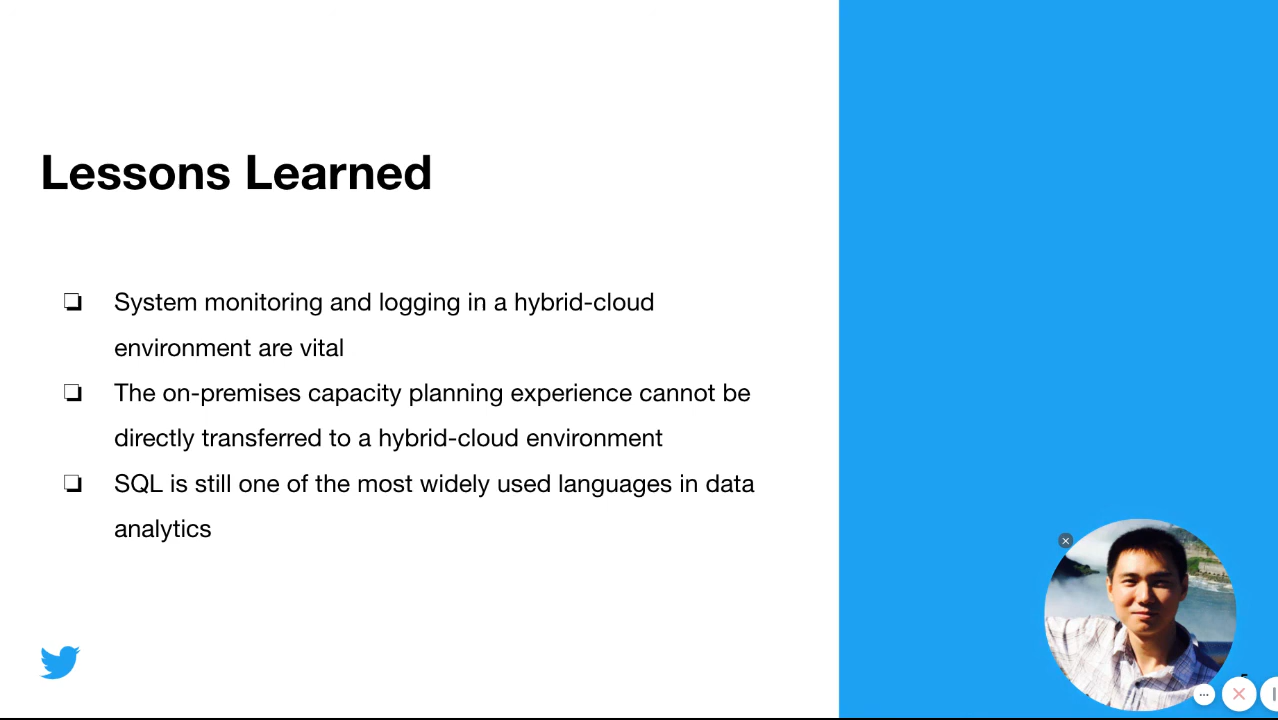 Lessons Learned
❏ System monitoring and logging in a hybrid-cloud
environment are vital
❏ The on-premises capacity planning experience cannot be
directly transferred to a hybrid-cloud environment
❏ SQL is still one of the most widely used languages in data
analytics